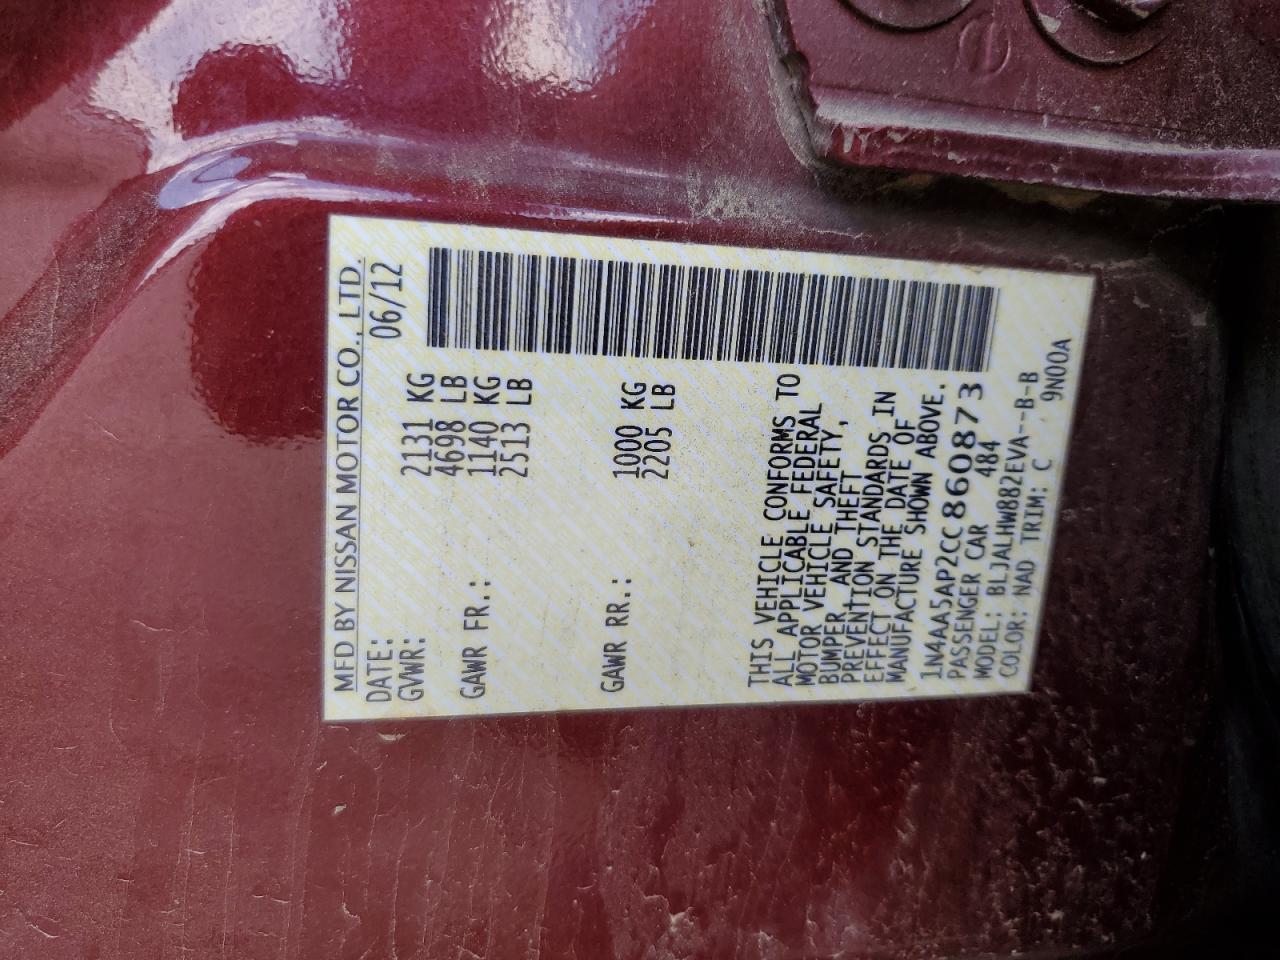 MFD BY NISSAN MOTOR CO., LTD.
DATE: 06/12
GVWR: 2131 KG
4698 LB
GAWR FR.: 1140 KG
2513 LB
GAWR RR.: 1000 KG
2205 LB
THIS VEHICLE CONFORMS TO
ALL APPLICABLE FEDERAL
MOTOR VEHICLE SAFETY,
BUMPER, AND THEFT
PREVENTION STANDARDS IN
EFFECT ON THE DATE OF
MANUFACTURE SHOWN ABOVE.
1N4AA5AP2CC860873
PASSENGER CAR 484
MODEL: BLJALHW882EVA--B-B
COLOR: NAD TRIM: C 9N00A